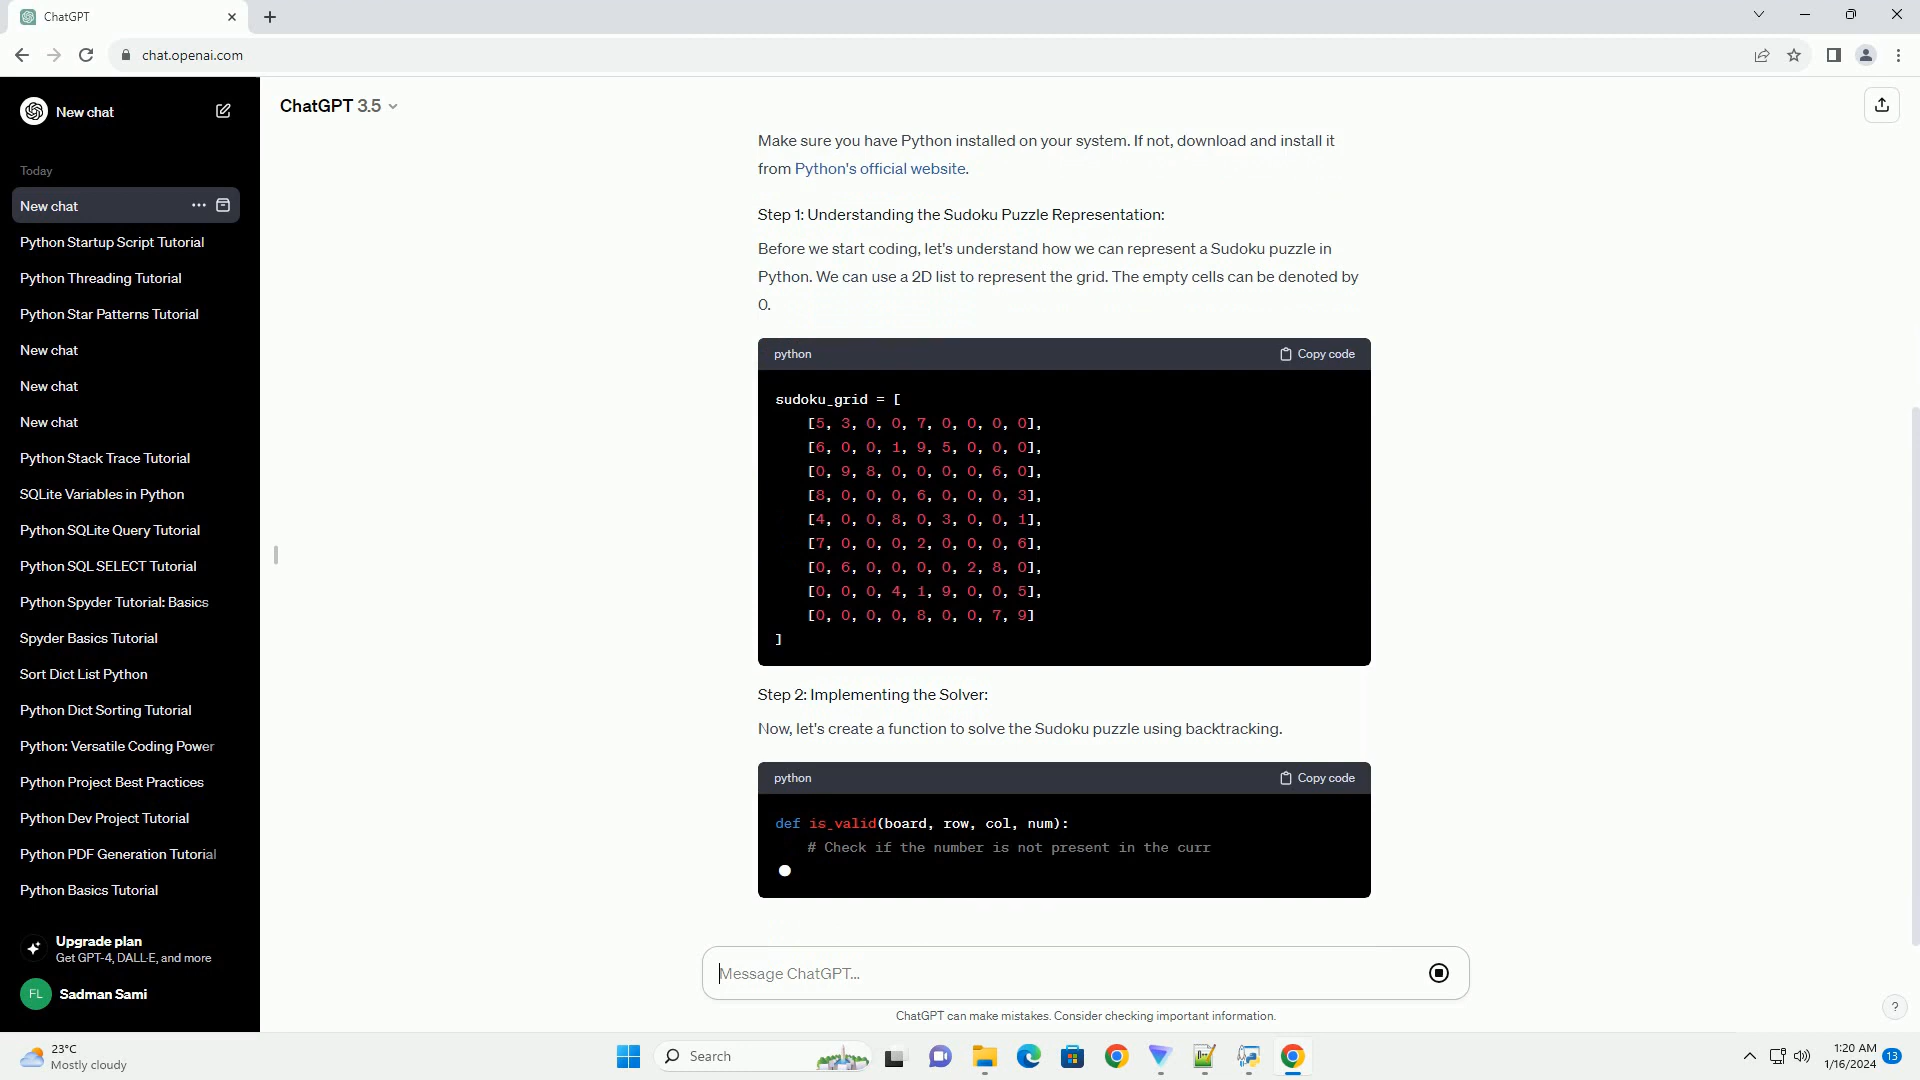 ChatGPT
chat.openai.com
New chat
Today
New chat
Python Startup Script Tutorial
Python Threading Tutorial
Python Star Patterns Tutorial
New chat
New chat
New chat
Python Stack Trace Tutorial
SQLite Variables in Python
Python SQLite Query Tutorial
Python SQL SELECT Tutorial
Python Spyder Tutorial: Basics
Spyder Basics Tutorial
Sort Dict List Python
Python Dict Sorting Tutorial
Python: Versatile Coding Power
Python Project Best Practices
Python Dev Project Tutorial
Python PDF Generation Tutorial
Python Basics Tutorial
Upgrade plan
Get GPT-4, DALL·E, and more
FL
Sadman Sami
ChatGPT 3.5
Make sure you have Python installed on your system. If not, download and install it
from Python's official website.
Step 1: Understanding the Sudoku Puzzle Representation:
Before we start coding, let's understand how we can represent a Sudoku puzzle in
Python. We can use a 2D list to represent the grid. The empty cells can be denoted by
0.
python Copy code
sudoku_grid = [
[5, 3, 0, 0, 7, 0, 0, 0, 0],
[6, 0, 0, 1, 9, 5, 0, 0, 0],
[0, 9, 8, 0, 0, 0, 0, 6, 0],
[8, 0, 0, 0, 6, 0, 0, 0, 3],
[4, 0, 0, 8, 0, 3, 0, 0, 1],
[7, 0, 0, 0, 2, 0, 0, 0, 6],
[0, 6, 0, 0, 0, 0, 2, 8, 0],
[0, 0, 0, 4, 1, 9, 0, 0, 5],
[0, 0, 0, 0, 8, 0, 0, 7, 9]
]
Step 2: Implementing the Solver:
Now, let's create a function to solve the Sudoku puzzle using backtracking.
python Copy code
def is_valid(board, row, col, num):
# Check if the number is not present in the curr
Message ChatGPT...
ChatGPT can make mistakes. Consider checking important information.
?
23°C
Mostly cloudy
Search
1:20 AM
1/16/2024
13